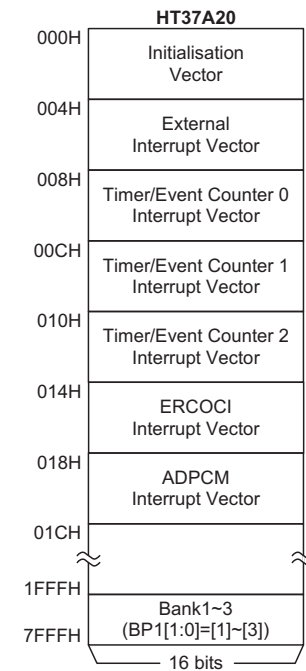 HT37A20
000H
Initialisation
Vector
004H
External
Interrupt Vector
008H
Timer/Event Counter 0
Interrupt Vector
00CH
Timer/Event Counter 1
Interrupt Vector
010H
Timer/Event Counter 2
Interrupt Vector
014H
ERCOCI
Interrupt Vector
018H
ADPCM
Interrupt Vector
01CH
1FFFH
Bank1~3
(BP1[1:0]=[1]~[3])
7FFFH
16 bits